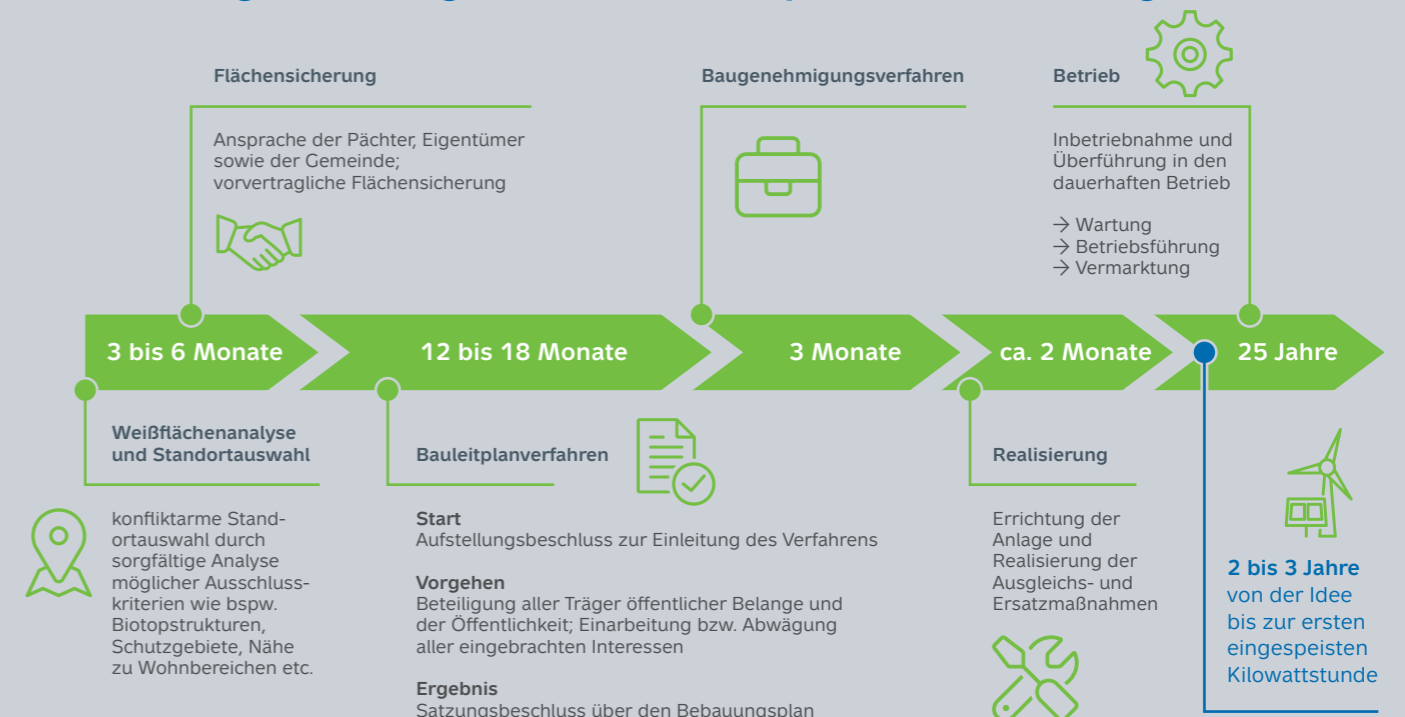 Flächensicherung
Ansprache der Pächter, Eigentümer
sowie der Gemeinde;
vorvertragliche Flächensicherung
Baugenehmigungsverfahren
Betrieb
Inbetriebnahme und
Überführung in den
dauerhaften Betrieb
→ Wartung
→ Betriebsführung
→ Vermarktung
3 bis 6 Monate
12 bis 18 Monate
3 Monate
ca. 2 Monate
25 Jahre
Weißflächenanalyse
und Standortauswahl
konfliktarme Stand-
ortauswahl durch
sorgfältige Analyse
möglicher Ausschluss-
kriterien wie bspw.
Biotopstrukturen,
Schutzgebiete, Nähe
zu Wohnbereichen etc.
Bauleitplanverfahren
Start
Aufstellungsbeschluss zur Einleitung des Verfahrens
Vorgehen
Beteiligung aller Träger öffentlicher Belange und
der Öffentlichkeit; Einarbeitung bzw. Abwägung
aller eingebrachten Interessen
Ergebnis
Satzungsbeschluss über den Bebauungsplan
Realisierung
Errichtung der
Anlage und
Realisierung der
Ausgleichs- und
Ersatzmaßnahmen
2 bis 3 Jahre
von der Idee
bis zur ersten
eingespeisten
Kilowattstunde